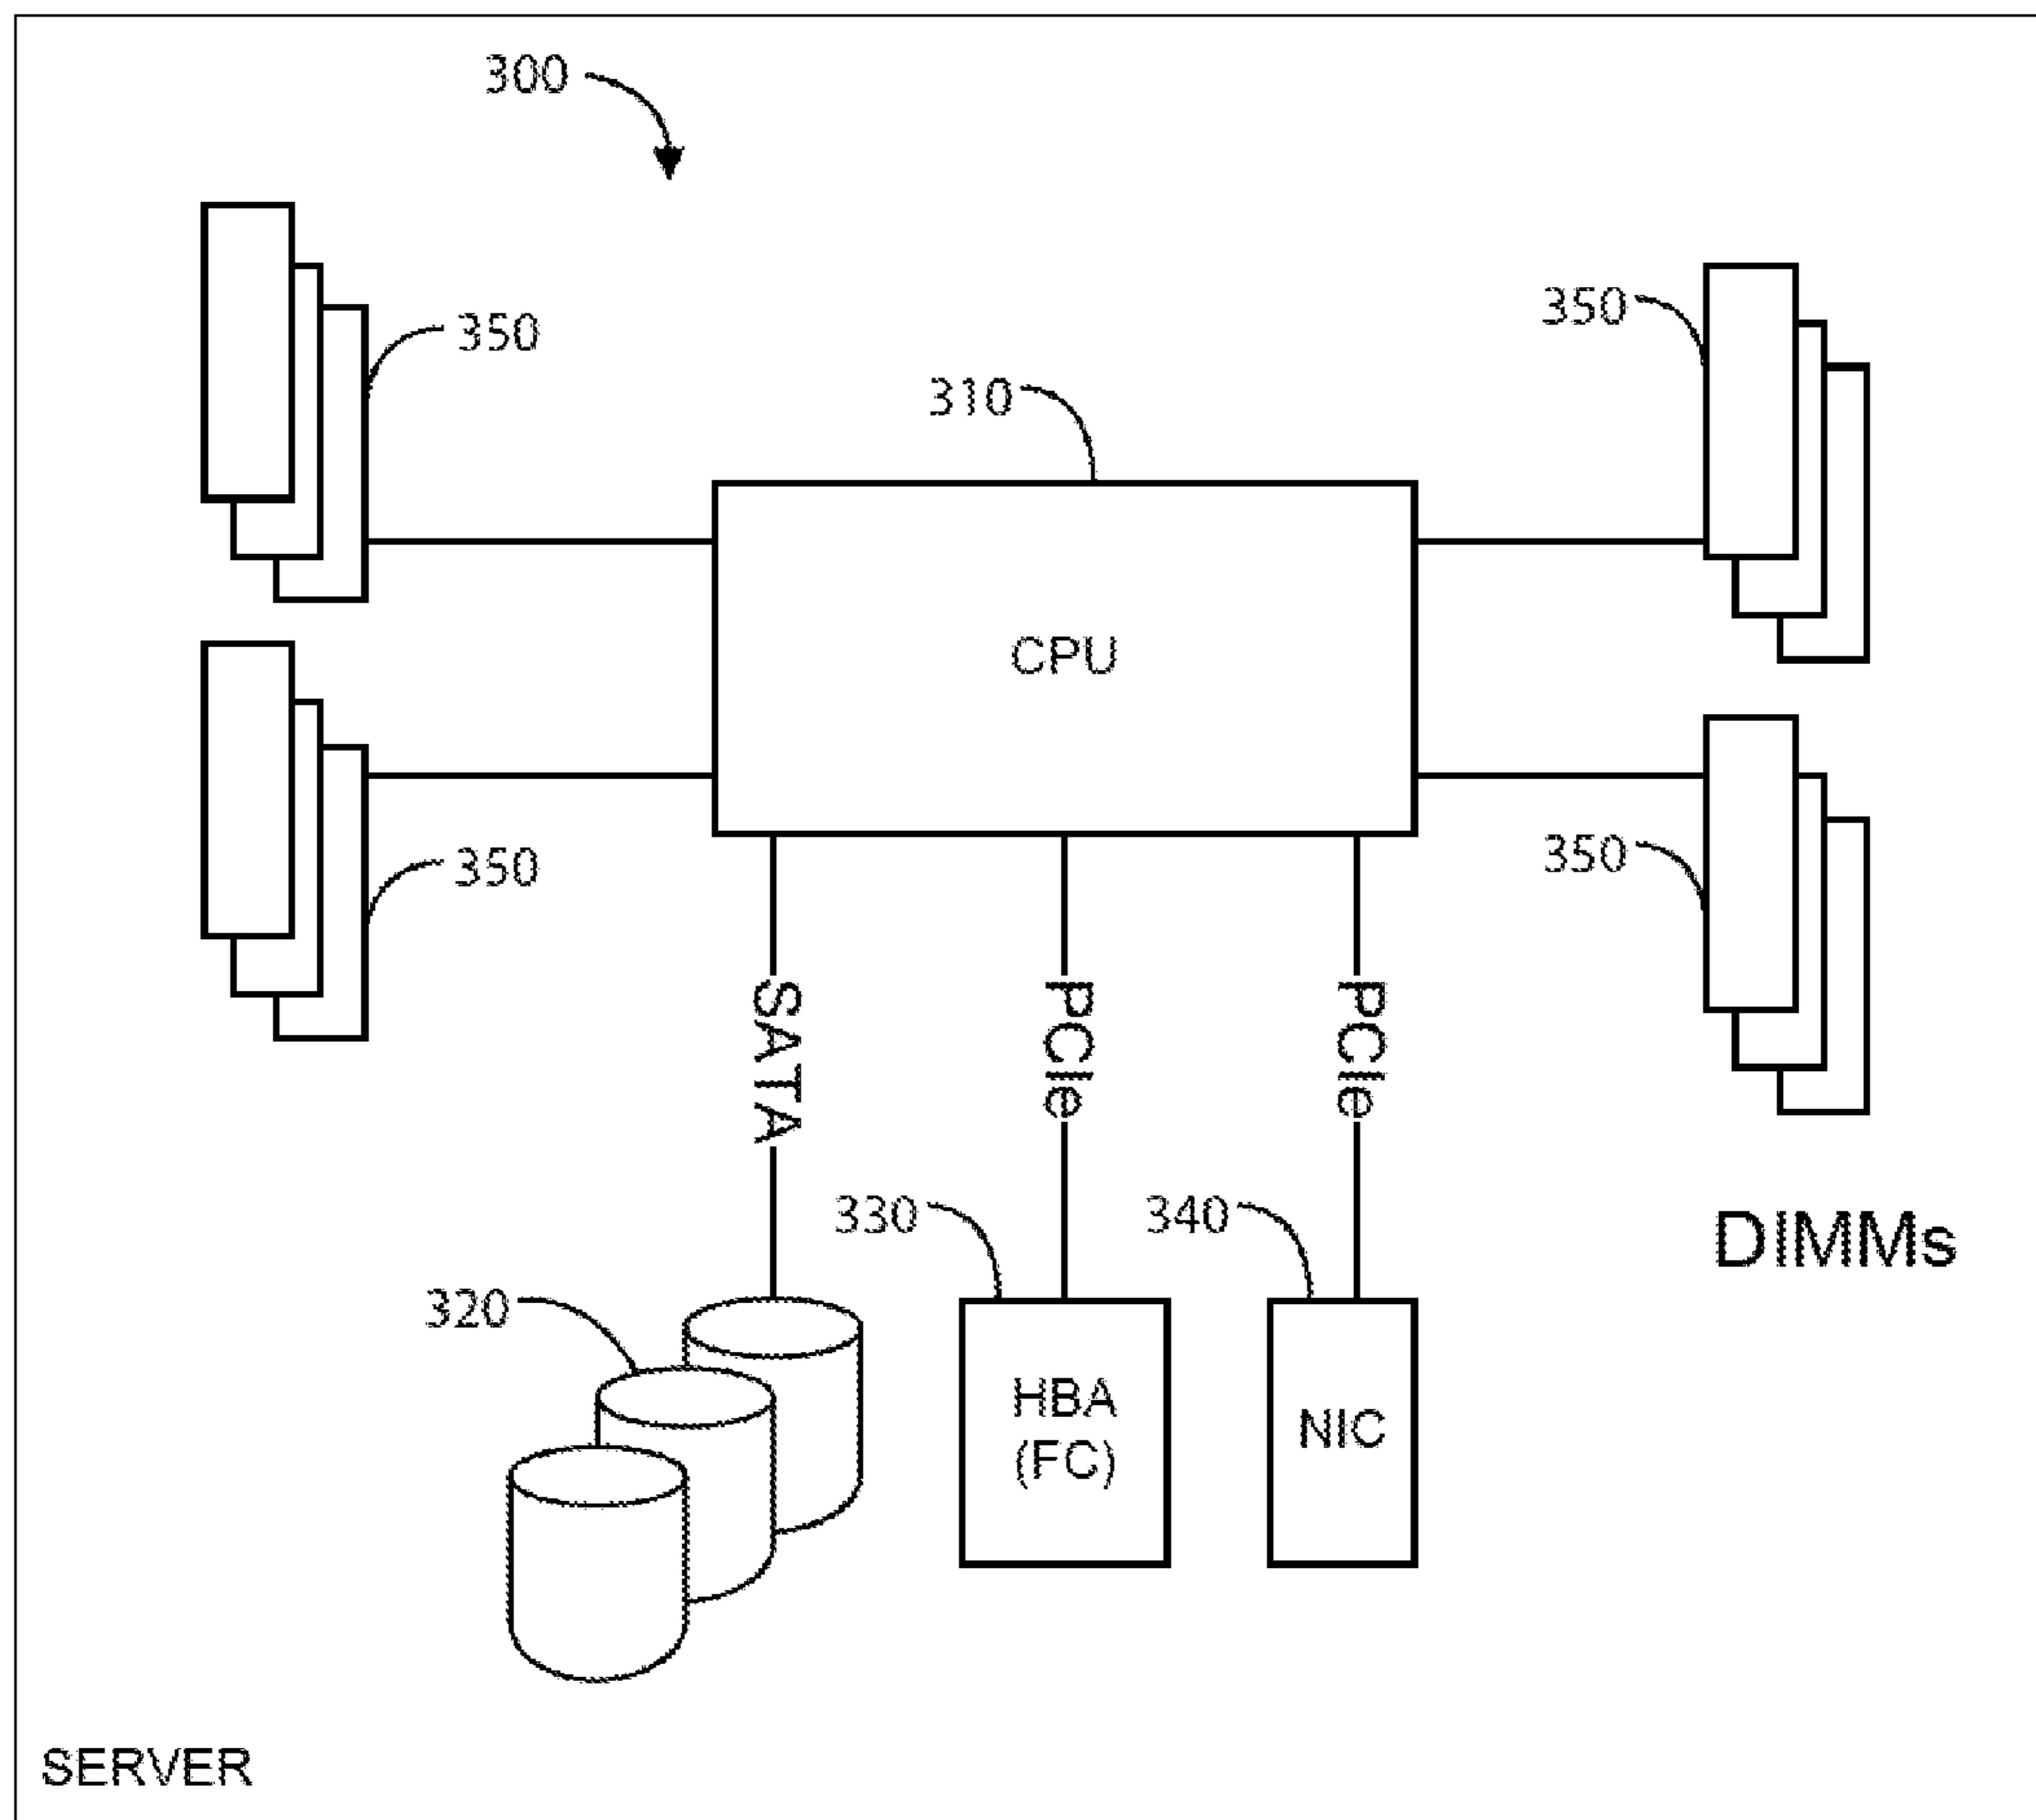 300
350
350
310
CPU
350
350
SATA
PCIe
PCIe
330
340
DIMMs
320
HBA
(FC)
NIC
SERVER